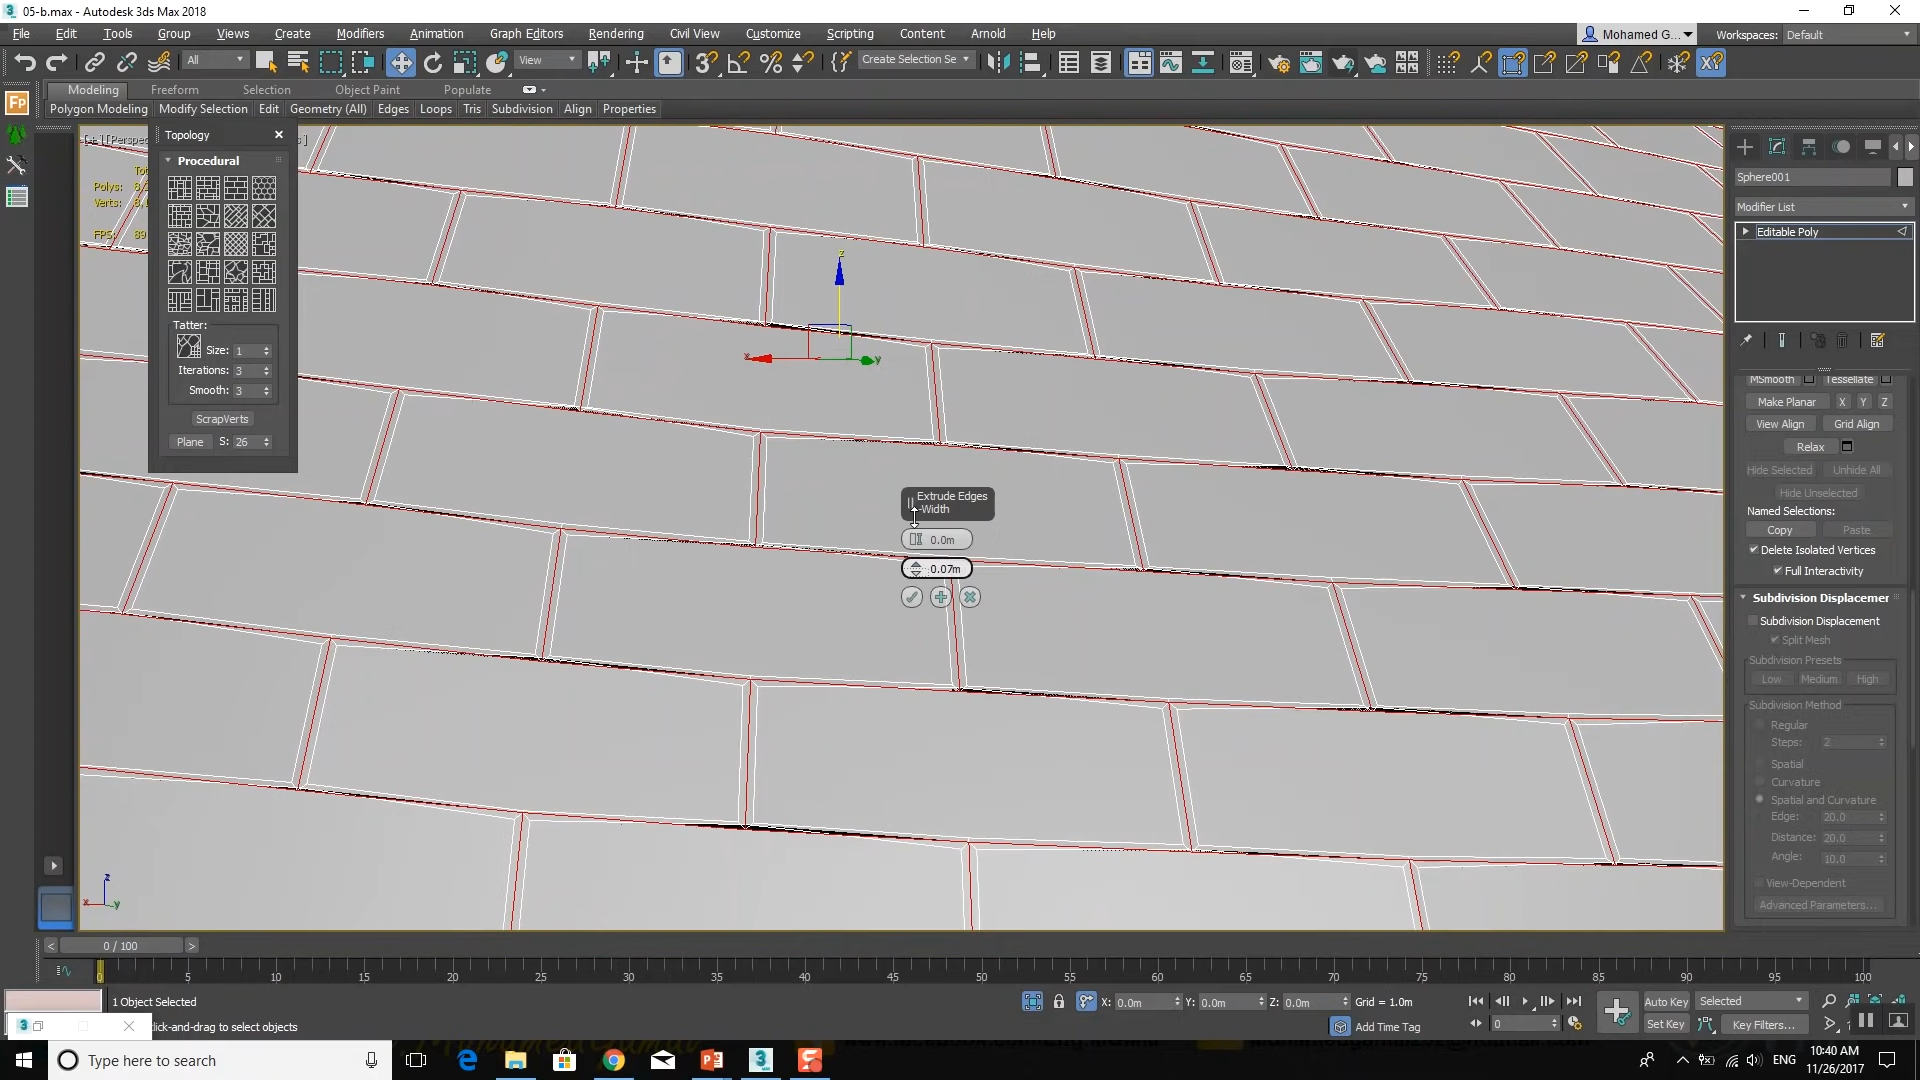 05-b.max - Autodesk 3ds Max 2018
File Edit Tools Group Views Create Modifiers Animation Graph Editors Rendering Civil View Customize Scripting Content Arnold Help
Mohamed G... Workspaces: Default
All View Create Selection Se
Modeling Freeform Selection Object Paint Populate
Polygon Modeling Modify Selection Edit Geometry (All) Edges Loops Tris Subdivision Align Properties
Topology
Procedural
Tatter:
Size: 1
Iterations: 3
Smooth: 3
ScrapVerts
Plane S: 26
Polys:
Verts:
FPS: 89
Extrude Edges
-Width
0.0m
0.07m
Sphere001
Modifier List
Editable Poly
MSmooth Tessellate
Make Planar X Y Z
View Align Grid Align
Relax
Hide Selected Unhide All
Hide Unselected
Named Selections:
Copy Paste
Delete Isolated Vertices
Full Interactivity
Subdivision Displacemer
Subdivision Displacement
Split Mesh
Subdivision Presets
Low Medium High
Subdivision Method
Regular
Steps: 2
Spatial
Curvature
Spatial and Curvature
Edge: 20.0
Distance: 20.0
Angle: 10.0
View-Dependent
Advanced Parameters...
z
x y
z
x y
< 0 / 100 >
0 5 10 15 20 25 30 35 40 45 50 55 60 65 70 75 80 85 90 95 100
1 Object Selected
X: 0.0m Y: 0.0m Z: 0.0m Grid = 1.0m
Auto Key Selected
click-and-drag to select objects
Add Time Tag
0
Set Key Key Filters...
Type here to search
ENG
10:40 AM
11/26/2017